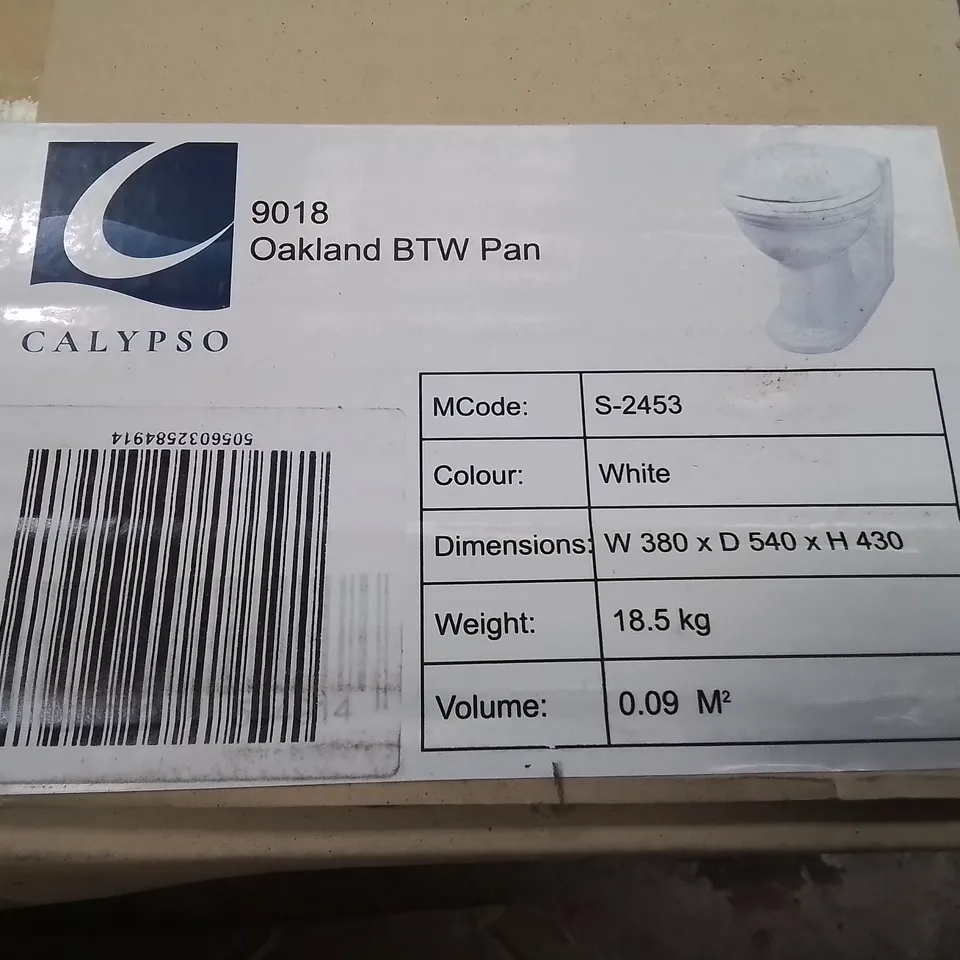 9018
Oakland BTW Pan
CALYPSO
MCode: S-2453
Colour: White
Dimensions: W 380 x D 540 x H 430
Weight: 18.5 kg
Volume: 0.09 M²
5056032584914